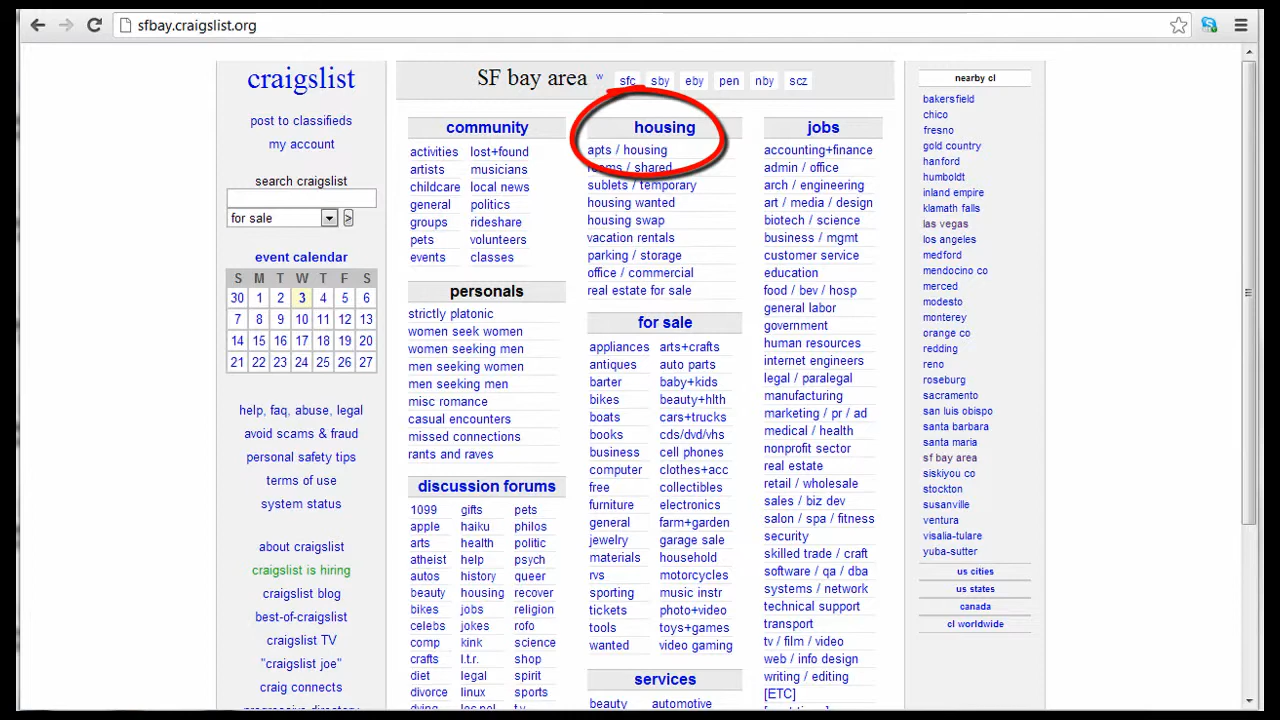 sfbay.craigslist.org
craigslist
post to classifieds
my account
search craigslist
for sale
>
event calendar
S M T W T F S
30 1 2 3 4 5 6
7 8 9 10 11 12 13
14 15 16 17 18 19 20
21 22 23 24 25 26 27
help, faq, abuse, legal
avoid scams & fraud
personal safety tips
terms of use
system status
about craigslist
craigslist is hiring
craigslist blog
best-of-craigslist
craigslist TV
"craigslist joe"
craig connects
progressive directory
SF bay area w sfc sby eby pen nby scz
community
activities lost+found
artists musicians
childcare local news
general politics
groups rideshare
pets volunteers
events classes
personals
strictly platonic
women seek women
women seeking men
men seeking women
men seeking men
misc romance
casual encounters
missed connections
rants and raves
discussion forums
1099 gifts pets
apple haiku philos
arts health politic
atheist help psych
autos history queer
beauty housing recover
bikes jobs religion
celebs jokes rofo
comp kink science
crafts l.t.r. shop
diet legal spirit
divorce linux sports
dying loc pol t.v.
housing
apts / housing
rooms / shared
sublets / temporary
housing wanted
housing swap
vacation rentals
parking / storage
office / commercial
real estate for sale
for sale
appliances arts+crafts
antiques auto parts
barter baby+kids
bikes beauty+hlth
boats cars+trucks
books cds/dvd/vhs
business cell phones
computer clothes+acc
free collectibles
furniture electronics
general farm+garden
jewelry garage sale
materials household
rvs motorcycles
sporting music instr
tickets photo+video
tools toys+games
wanted video gaming
services
beauty automotive
jobs
accounting+finance
admin / office
arch / engineering
art / media / design
biotech / science
business / mgmt
customer service
education
food / bev / hosp
general labor
government
human resources
internet engineers
legal / paralegal
manufacturing
marketing / pr / ad
medical / health
nonprofit sector
real estate
retail / wholesale
sales / biz dev
salon / spa / fitness
security
skilled trade / craft
software / qa / dba
systems / network
technical support
transport
tv / film / video
web / info design
writing / editing
[ETC]
nearby cl
bakersfield
chico
fresno
gold country
hanford
humboldt
inland empire
klamath falls
las vegas
los angeles
medford
mendocino co
merced
modesto
monterey
orange co
redding
reno
roseburg
sacramento
san luis obispo
santa barbara
santa maria
sf bay area
siskiyou co
stockton
susanville
ventura
visalia-tulare
yuba-sutter
us cities
us states
canada
cl worldwide